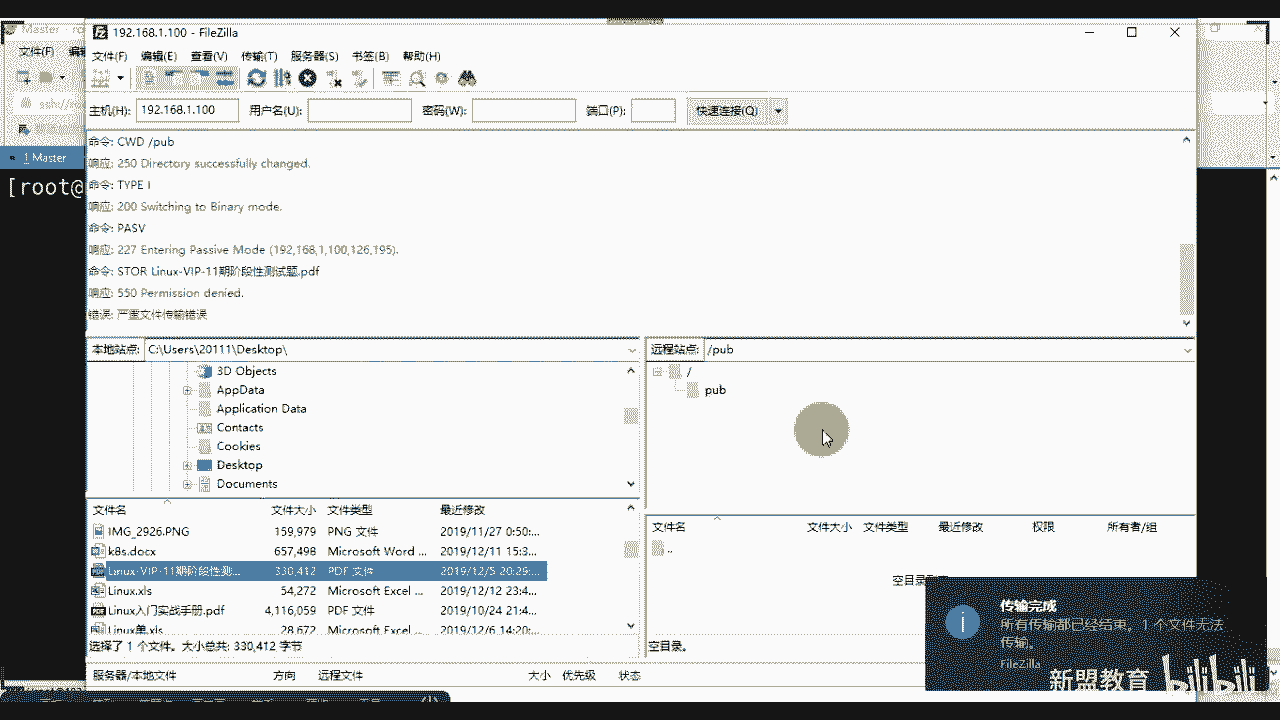 192.168.1.100 - FileZilla
文件(F) 编辑(E) 查看(V) 传输(T) 服务器(S) 书签(B) 帮助(H)
主机(H): 192.168.1.100 用户名(U): 密码(W): 端口(P): 快速连接(Q)
命令: CWD /pub
响应: 250 Directory successfully changed.
命令: TYPE I
响应: 200 Switching to Binary mode.
命令: PASV
响应: 227 Entering Passive Mode (192,168,1,100,126,195).
命令: STOR Linux-VIP-11期阶段性测试题.pdf
响应: 550 Permission denied.
错误: 严重文件传输错误
文件(F)
1 Master
[root@
本地站点: C:\Users\20111\Desktop\
3D Objects
AppData
Application Data
Contacts
Cookies
Desktop
Documents
远程站点: /pub
/
pub
文件名 文件大小 文件类型 最近修改
IMG_2926.PNG 159,979 PNG 文件 2019/11/27 0:50:...
k8s.docx 657,498 Microsoft Word ... 2019/12/11 15:3...
Linux-VIP-11期阶段性测... 330,412 PDF 文件 2019/12/5 20:29:...
Linux.xls 54,272 Microsoft Excel ... 2019/12/12 23:4...
Linux入门实战手册.pdf 4,116,059 PDF 文件 2019/10/24 21:4...
28,672 Microsoft Excel ... 2019/12/6 14:20:...
选择了 1 个文件。大小总共: 330,412 字节
文件名 文件大小 文件类型 最近修改 权限 所有者/组
..
空目录
空目录。
服务器/本地文件 方向 远程文件 大小 优先级 状态
传输完成
所有传输都已经结束。 1 个文件无法
传输。
FileZilla
新盟教育 bilibili